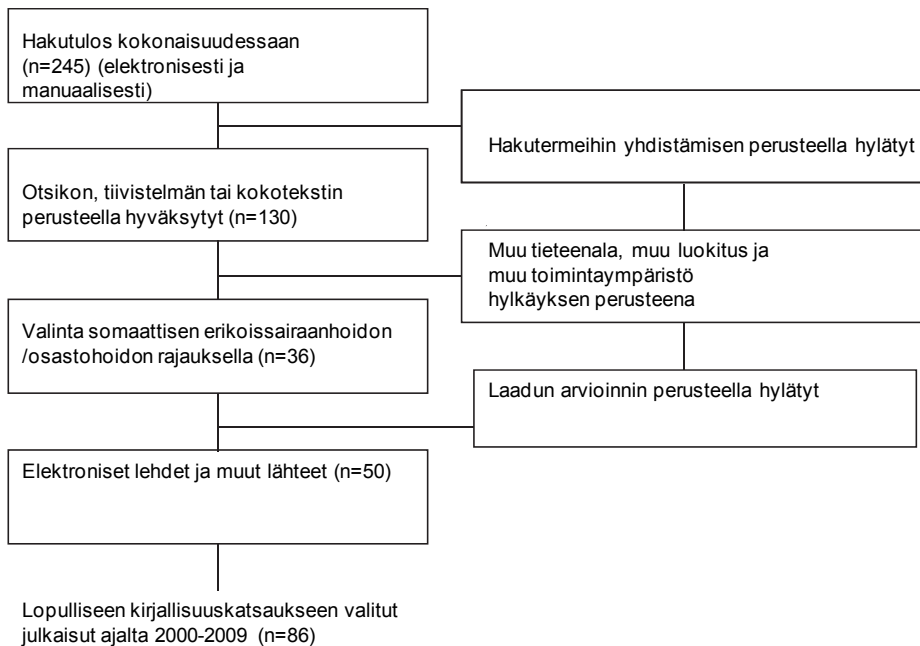 Hakutulos kokonaisuudessaan
(n=245) (elektronisesti ja
manuaalisesti)
Hakutermeihin yhdistämisen perusteella hylätyt
Otsikon, tiivistelmän tai kokotekstin
perusteella hyväksytyt (n=130)
Muu tieteenala, muu luokitus ja
muu toimintaympäristö
hylkäyksen perusteena
Valinta somaattisen erikoissairaanhoidon
/osastohoidon rajauksella (n=36)
Laadun arvioinnin perusteella hylätyt
Elektroniset lehdet ja muut lähteet (n=50)
Lopulliseen kirjallisuuskatsaukseen valitut
julkaisut ajalta 2000-2009 (n=86)